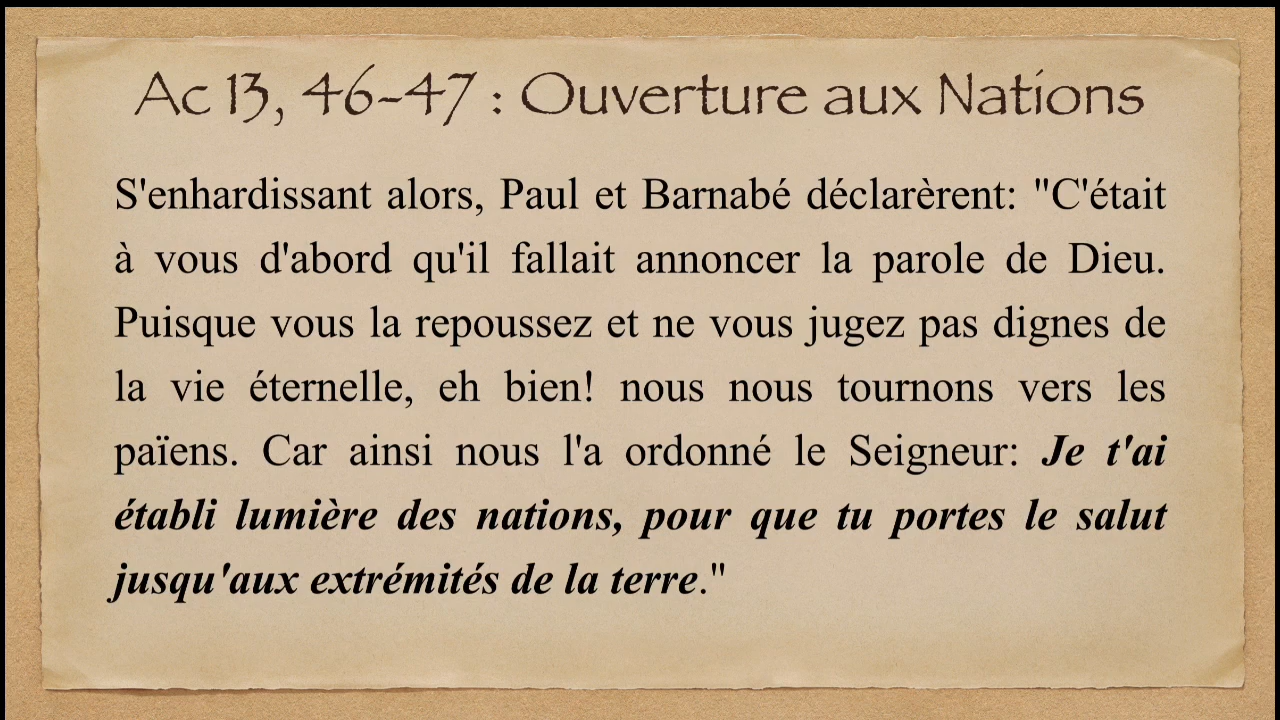 Ac 13, 46-47 : Ouverture aux Nations
S'enhardissant alors, Paul et Barnabé déclarèrent: "C'était
à vous d'abord qu'il fallait annoncer la parole de Dieu.
Puisque vous la repoussez et ne vous jugez pas dignes de
la vie éternelle, eh bien! nous nous tournons vers les
païens. Car ainsi nous l'a ordonné le Seigneur: Je t'ai
établi lumière des nations, pour que tu portes le salut
jusqu'aux extrémités de la terre."